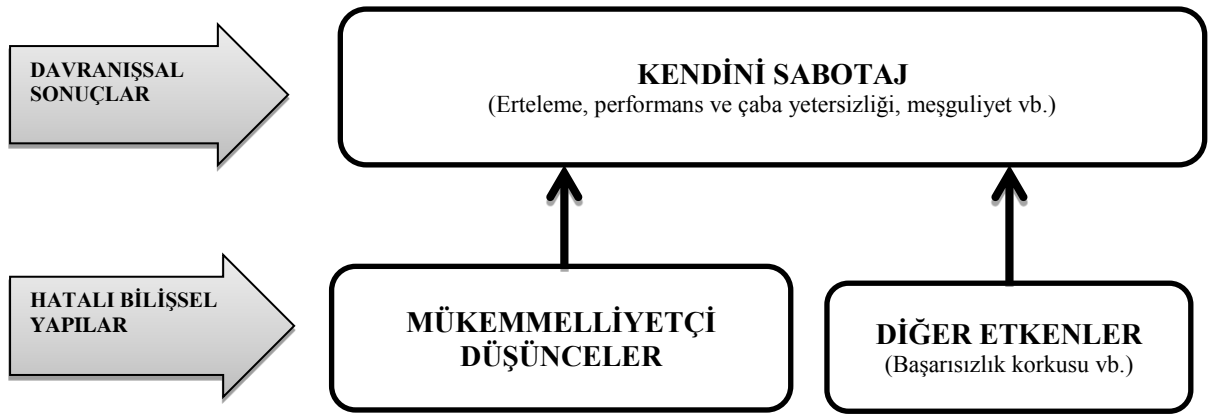 DAVRANIŞSAL
SONUÇLAR
KENDİNİ SABOTAJ
(Erteleme, performans ve çaba yetersizliği, meşguliyet vb.)
HATALI BİLİŞSEL
YAPILAR
MÜKEMMELLİYETÇİ
DÜŞÜNCELER
DİĞER ETKENLER
(Başarısızlık korkusu vb.)